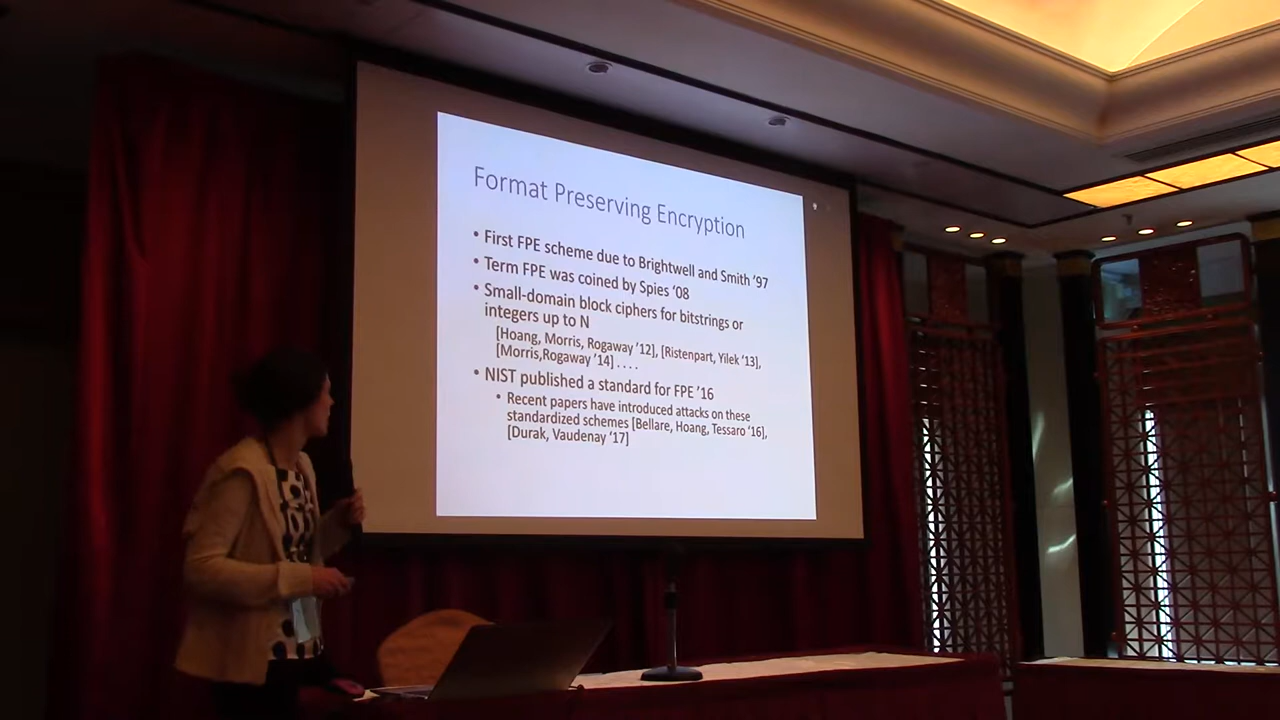 Format Preserving Encryption
• First FPE scheme due to Brightwell and Smith '97
• Term FPE was coined by Spies '08
• Small-domain block ciphers for bitstrings or
integers up to N
[Hoang, Morris, Rogaway '12], [Ristenpart, Yilek '13],
[Morris,Rogaway '14] . . . .
• NIST published a standard for FPE '16
• Recent papers have introduced attacks on these
standardized schemes [Bellare, Hoang, Tessaro '16],
[Durak, Vaudenay '17]